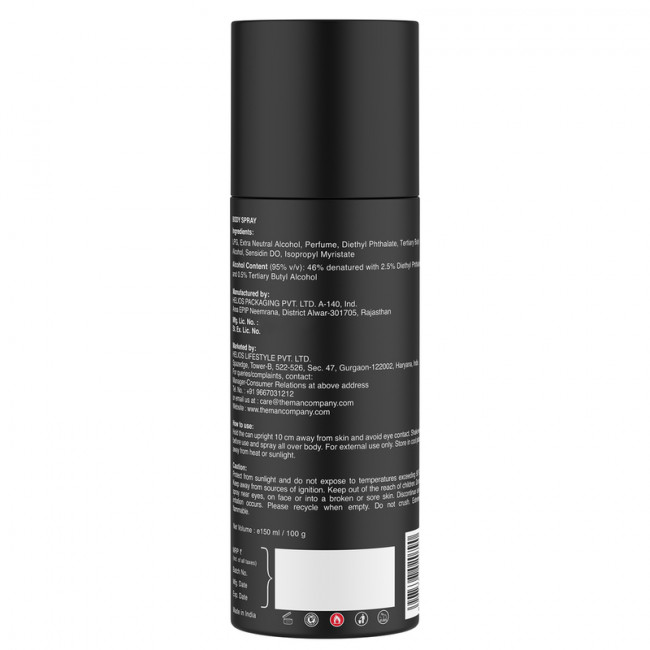 BODY SPRAY
Ingredients:
LPG, Extra Neutral Alcohol, Perfume, Diethyl Phthalate, Tertiary
Alcohol, Sensidin DO, Isopropyl Myristate
Alcohol Content (95% v/v): 46% denatured with 2.5% Diethyl
and 0.5% Tertiary Butyl Alcohol
Manufactured by:
HELIOS PACKAGING PVT. LTD. A-140, Ind.
Area EPIP Neemrana, District Alwar-301705, Rajasthan
Mfg. Lic. No. :
St. Ex. Lic. No.:
Marketed by:
HELIOS LIFESTYLE PVT. LTD.
Spazedge, Tower-B, 522-526, Sec. 47, Gurgaon-122002, Haryana, India
For queries/complaints, contact:
Manager-Consumer Relations at above address
Tel. No. : +91 9667031212
or email us at : care@themancompany.com
Website : www.themancompany.com
How to use:
Hold the can upright 10 cm away from skin and avoid eye contact.
before use and spray all over body. For external use only. Store in
away from heat or sunlight.
Caution:
Protect from sunlight and do not expose to temperatures exceeding
Keep away from sources of ignition. Keep out of the reach of children.
spray near eyes, on face or into a broken or sore skin. Discontinue
irritation occurs. Please recycle when empty. Do not crush.
flammable.
Net Volume : e150 ml / 100 g
MRP ₹
(Incl. of all taxes)
Batch No.
Mfg. Date
Exp. Date
Made in India